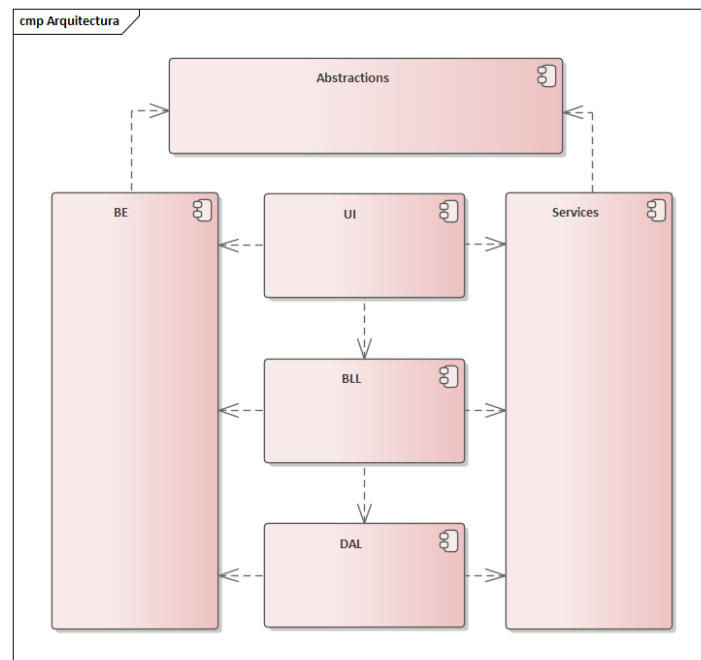 cmp Arquitectura
Abstractions
BE
UI
Services
BLL
DAL